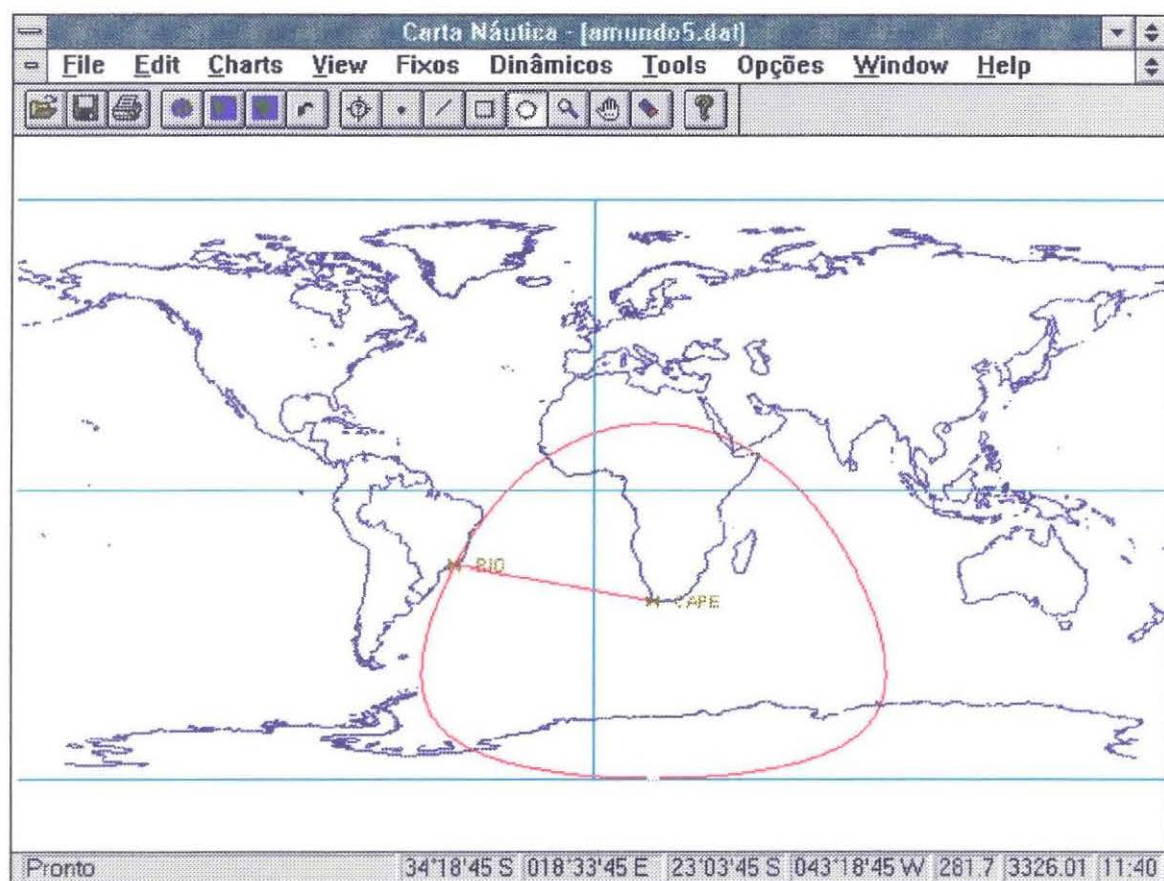 Carta Náutica - [amundo5.dat]
File Edit Charts View Fixos Dinâmicos Tools Opções Window Help
?
RIO
CAPE
Pronto 34°18'45 S 018°33'45 E 23°03'45 S 043°18'45 W 281.7 3326.01 11:40